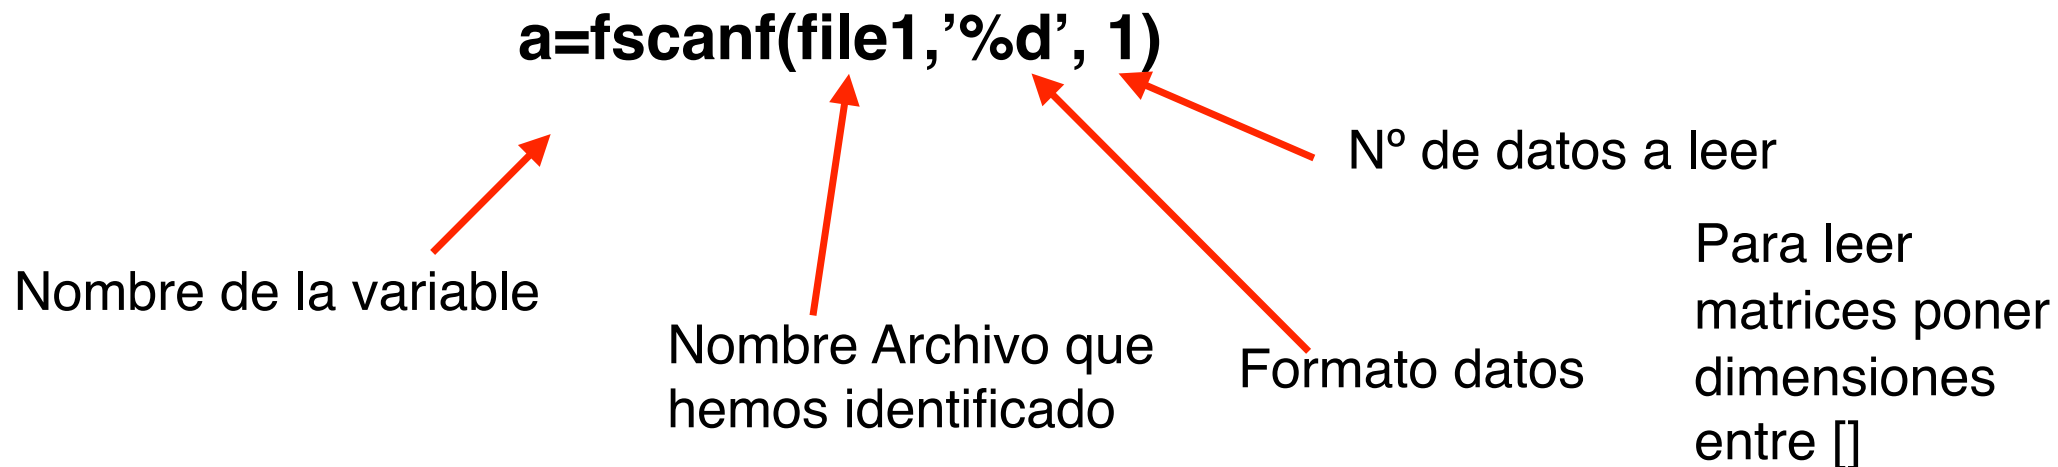 a=fscanf(file1,’%d’, 1)
Nº de datos a leer
Nombre de la variable
Nombre Archivo que
hemos identificado
Formato datos
Para leer
matrices poner
dimensiones
entre []